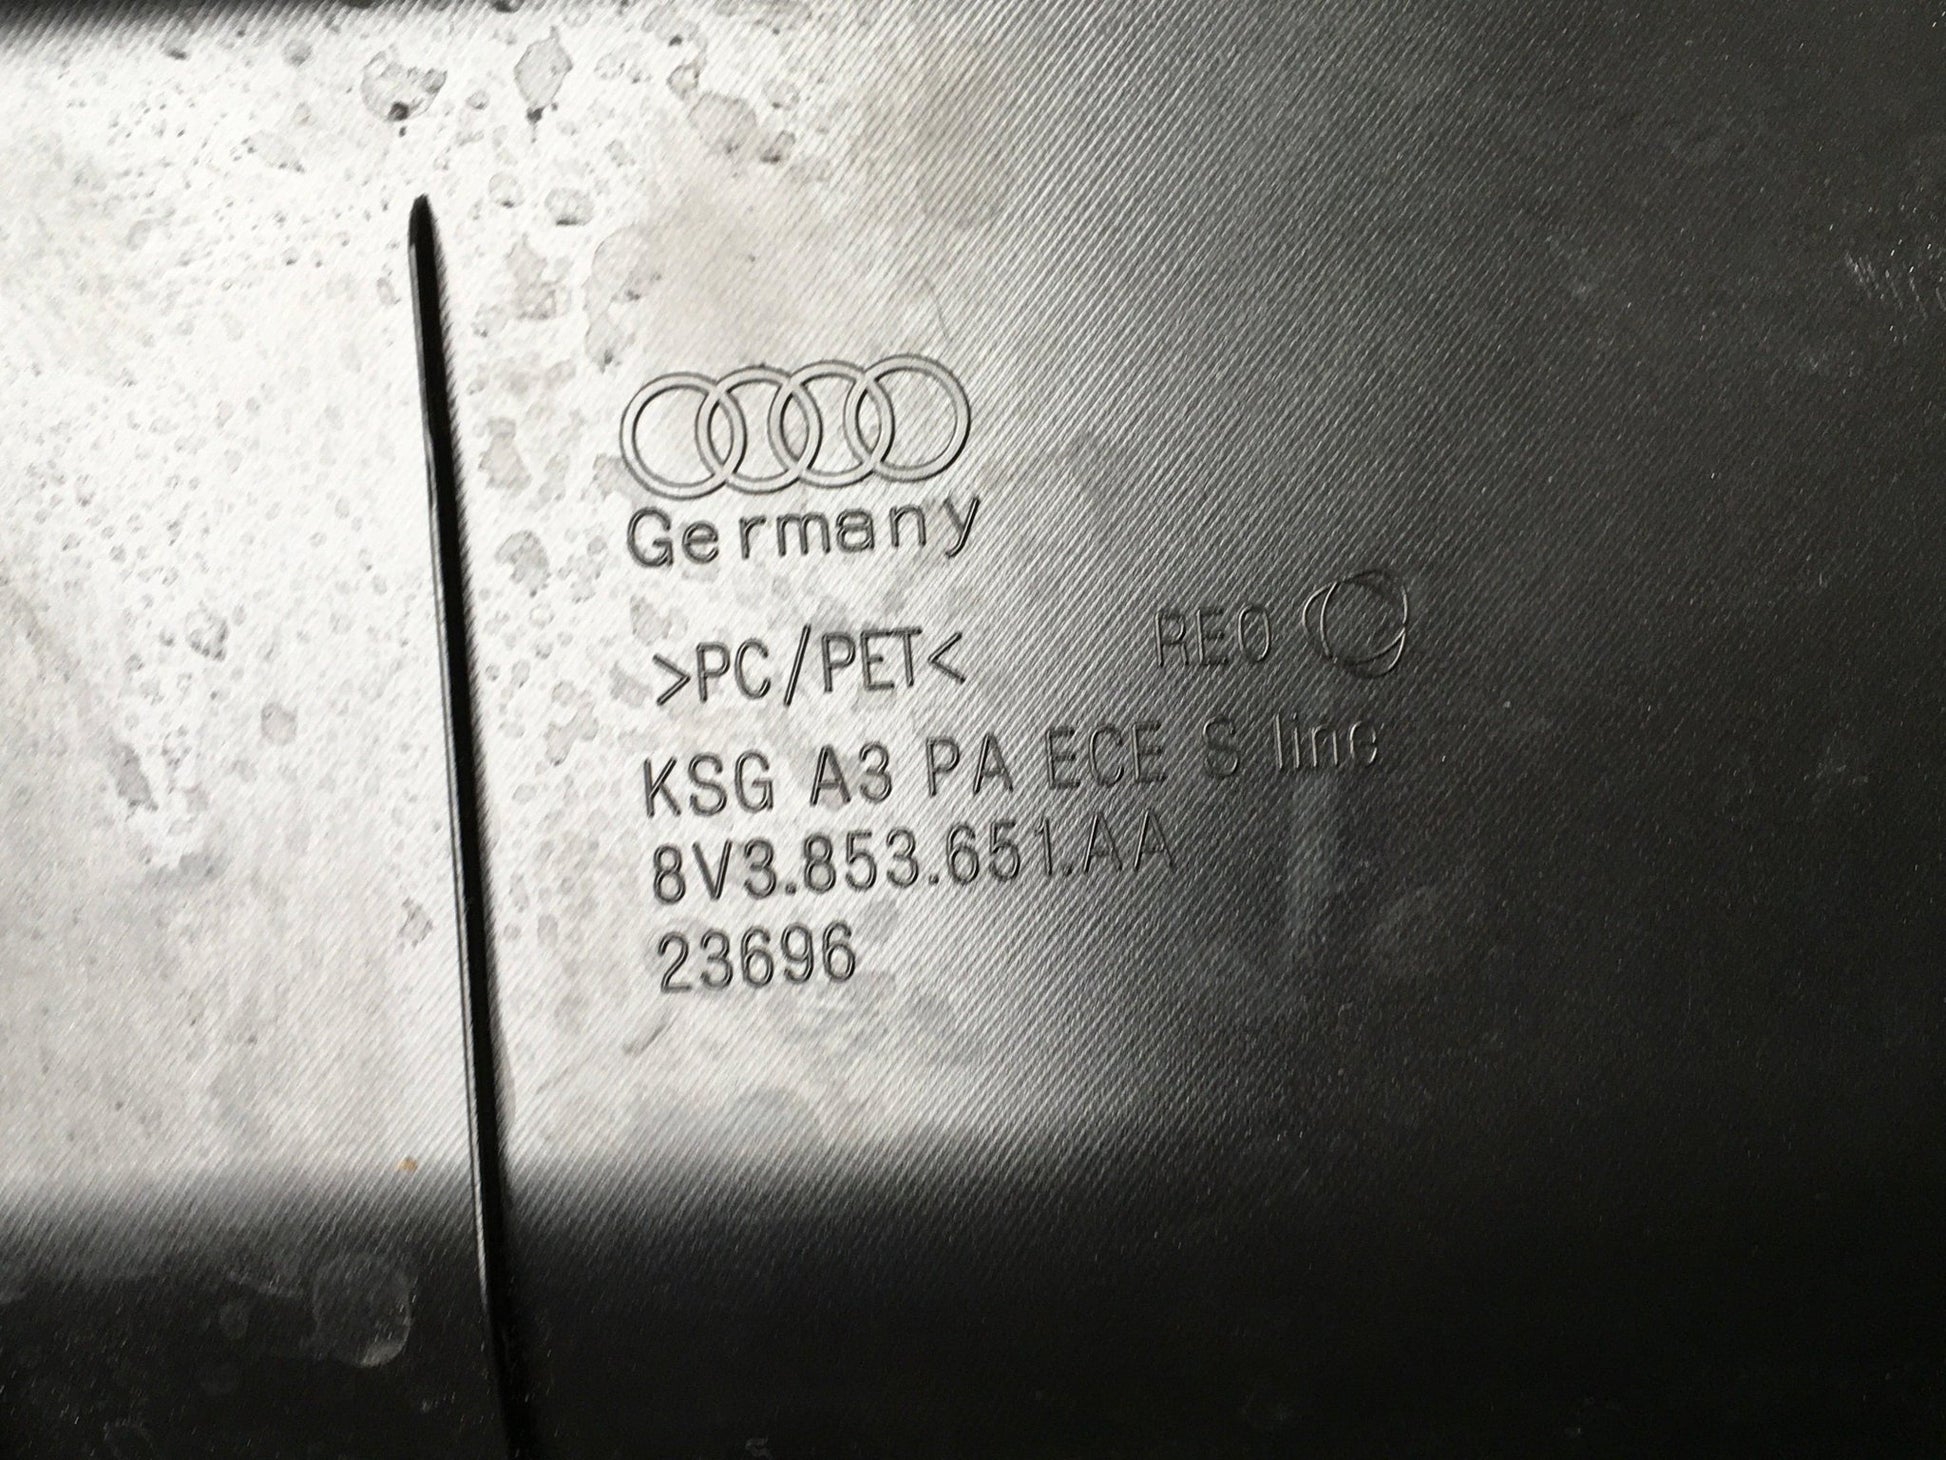 Germany
>PC/PET< REO
KSG A3 PA ECE S line
8V3.853.651.AA
23696